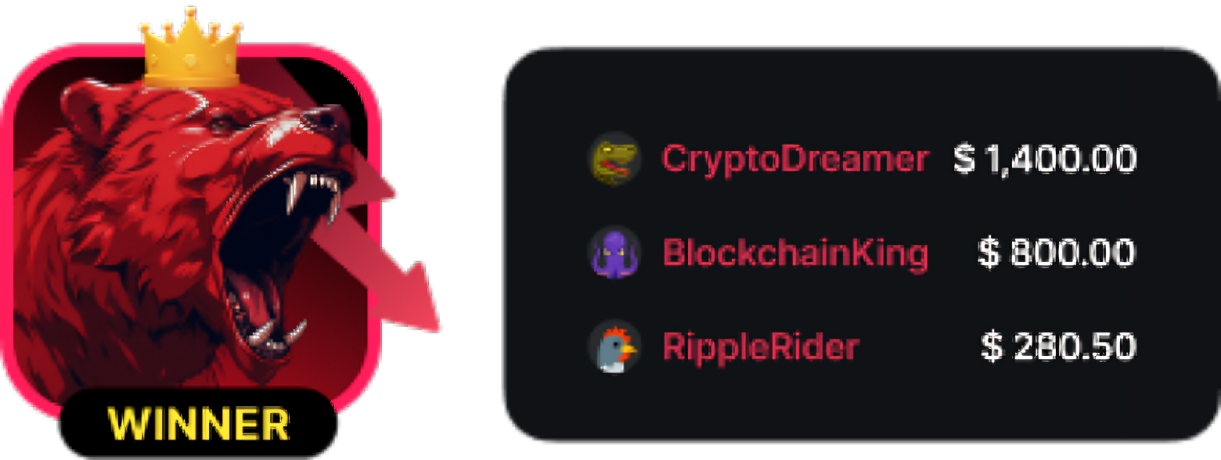 WINNER
CryptoDreamer $ 1,400.00
BlockchainKing $ 800.00
RippleRider $ 280.50